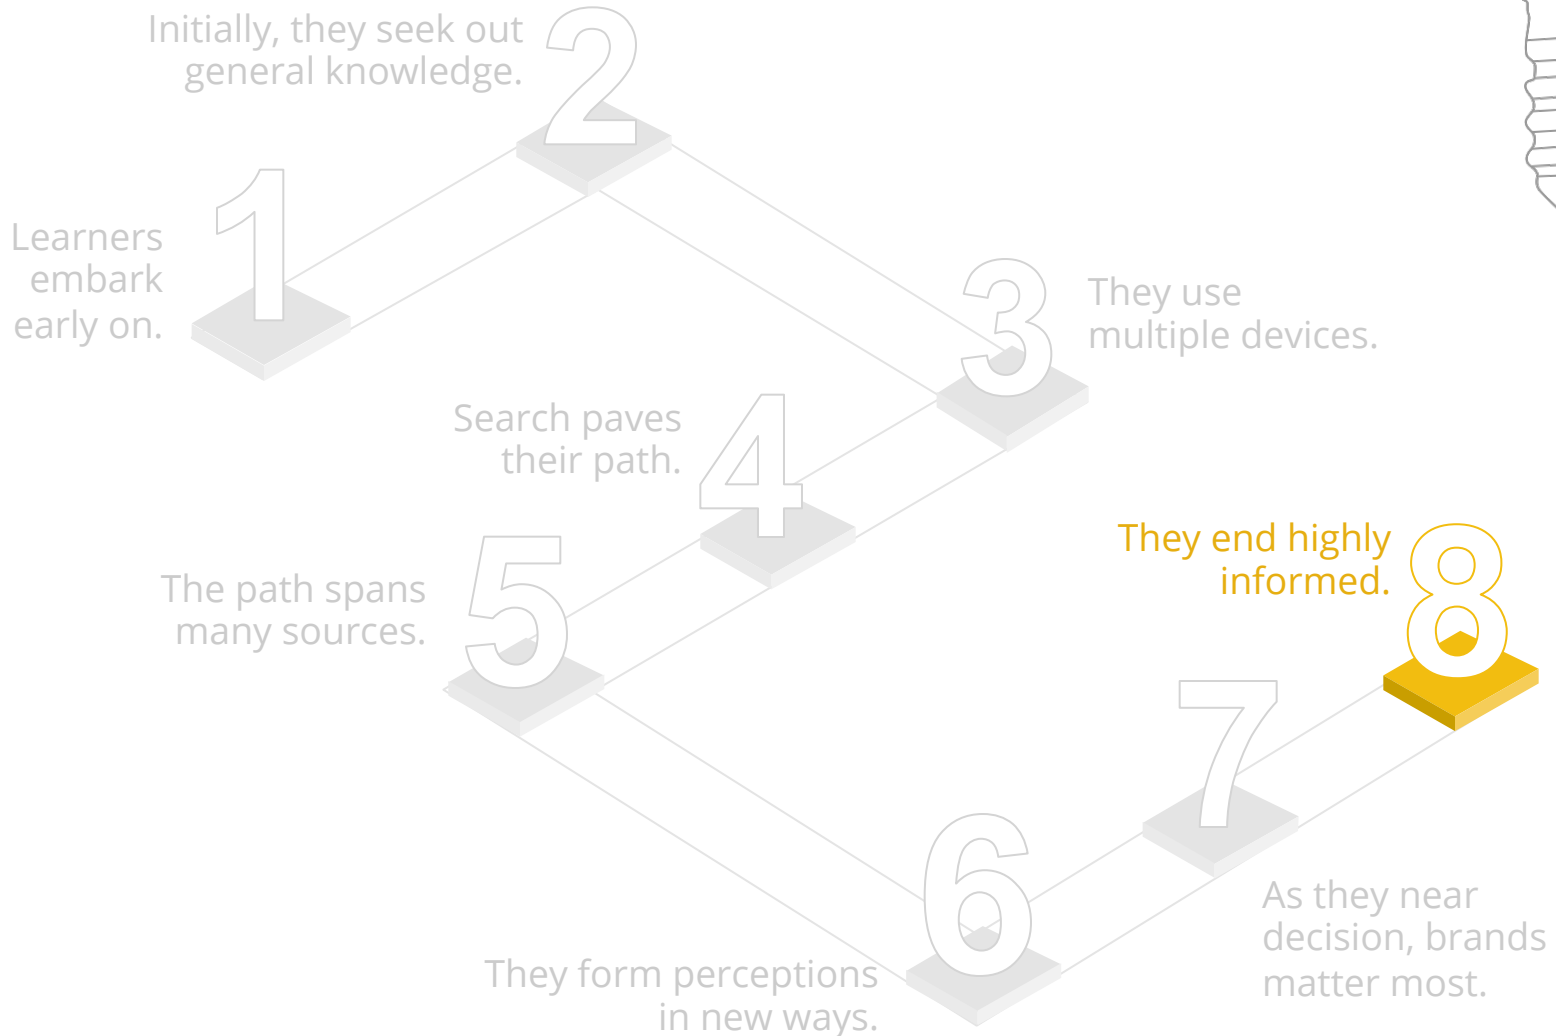 1
Learners
embark
early on.
2
Initially, they seek out
general knowledge.
3
They use
multiple devices.
4
Search paves
their path.
5
The path spans
many sources.
6
They form perceptions
in new ways.
7
As they near
decision, brands
matter most.
8
They end highly
informed.